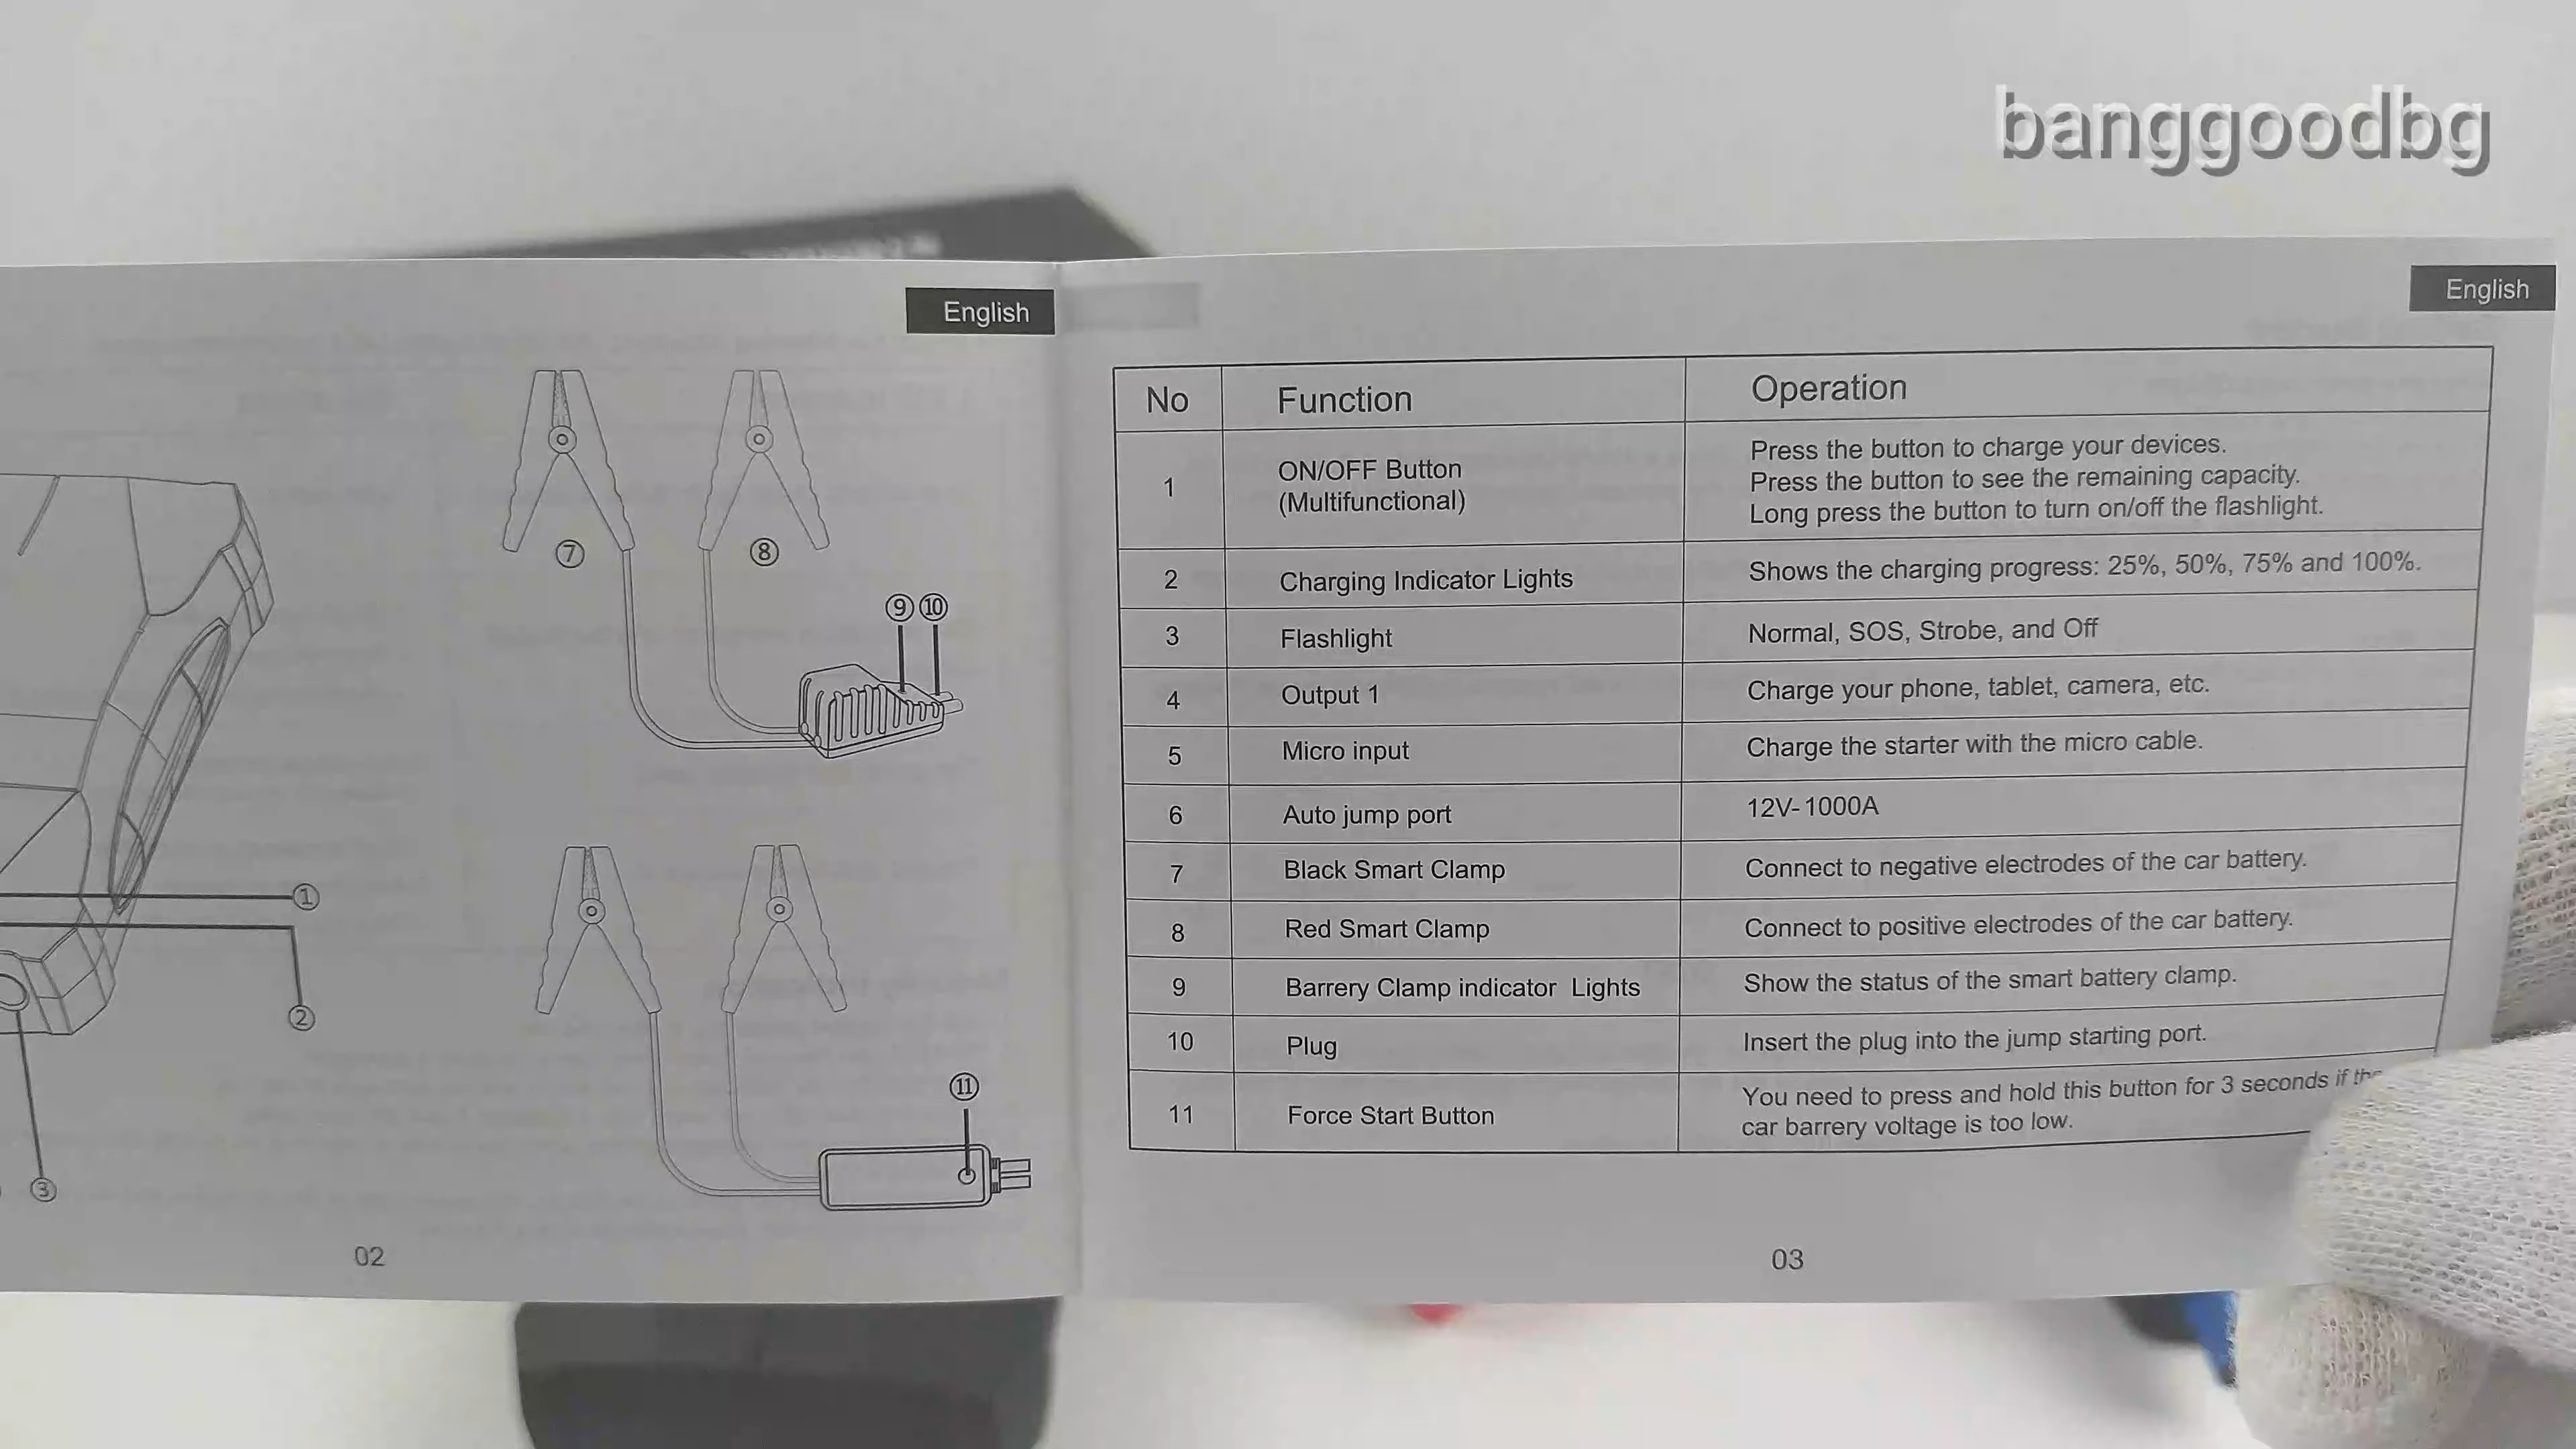 banggoodbg
English
⑦
⑧
⑨⑩
①
②
③
⑪
02
English
No Function Operation
1 ON/OFF Button (Multifunctional)
Press the button to charge your devices.
Press the button to see the remaining capacity.
Long press the button to turn on/off the flashlight.
2 Charging Indicator Lights Shows the charging progress: 25%, 50%, 75% and 100%.
3 Flashlight Normal, SOS, Strobe, and Off
4 Output 1 Charge your phone, tablet, camera, etc.
5 Micro input Charge the starter with the micro cable.
6 Auto jump port 12V-1000A
7 Black Smart Clamp Connect to negative electrodes of the car battery.
8 Red Smart Clamp Connect to positive electrodes of the car battery.
9 Barrery Clamp indicator Lights Show the status of the smart battery clamp.
10 Plug Insert the plug into the jump starting port.
11 Force Start Button You need to press and hold this button for 3 seconds if the
car barrery voltage is too low.
03